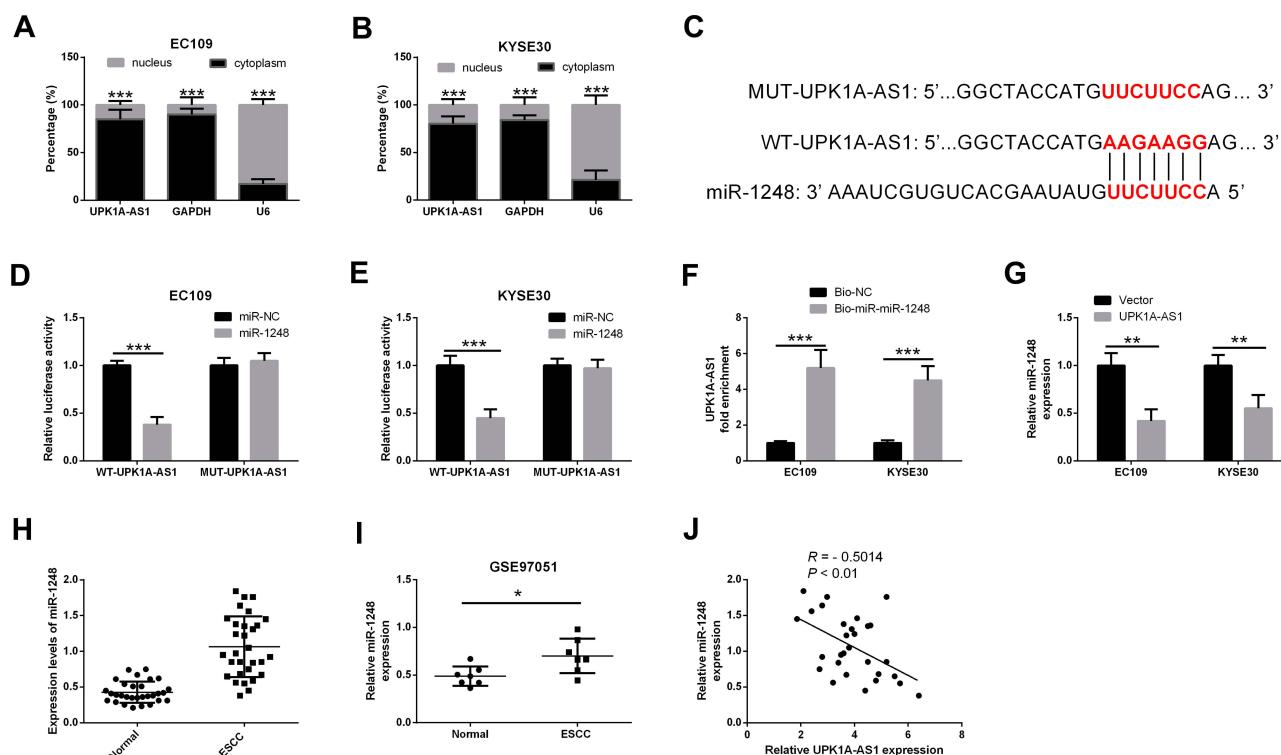 A
EC109
nucleus
cytoplasm
***
***
***
Percentage (%)
150
100
50
0
UPK1A-AS1
GAPDH
U6
B
KYSE30
nucleus
cytoplasm
***
***
***
Percentage (%)
150
100
50
0
UPK1A-AS1
GAPDH
U6
C
MUT-UPK1A-AS1: 5’...GGCTACCATGUUCUUCCAG... 3’
WT-UPK1A-AS1: 5’...GGCTACCATGAAGAAGGAG... 3’
miR-1248: 3’ AAAUCGUGUCACGAAUAUGUUCUUCCA 5’
D
EC109
miR-NC
miR-1248
***
Relative luciferase activity
1.5
1.0
0.5
0.0
WT-UPK1A-AS1
MUT-UPK1A-AS1
E
KYSE30
miR-NC
miR-1248
***
Relative luciferase activity
1.5
1.0
0.5
0.0
WT-UPK1A-AS1
MUT-UPK1A-AS1
F
Bio-NC
Bio-miR-miR-1248
***
***
UPK1A-AS1
fold enrichment
8
6
4
2
0
EC109
KYSE30
G
Vector
UPK1A-AS1
**
**
Relative miR-1248
expression
1.5
1.0
0.5
0.0
EC109
KYSE30
H
Expression levels of miR-1248
2.0
1.5
1.0
0.5
0.0
Normal
ESCC
I
GSE97051
*
Relative miR-1248
expression
1.5
1.0
0.5
0.0
Normal
ESCC
J
R = - 0.5014
P < 0.01
Relative miR-1248
expression
2.0
1.5
1.0
0.5
0.0
0
2
4
6
8
Relative UPK1A-AS1 expression